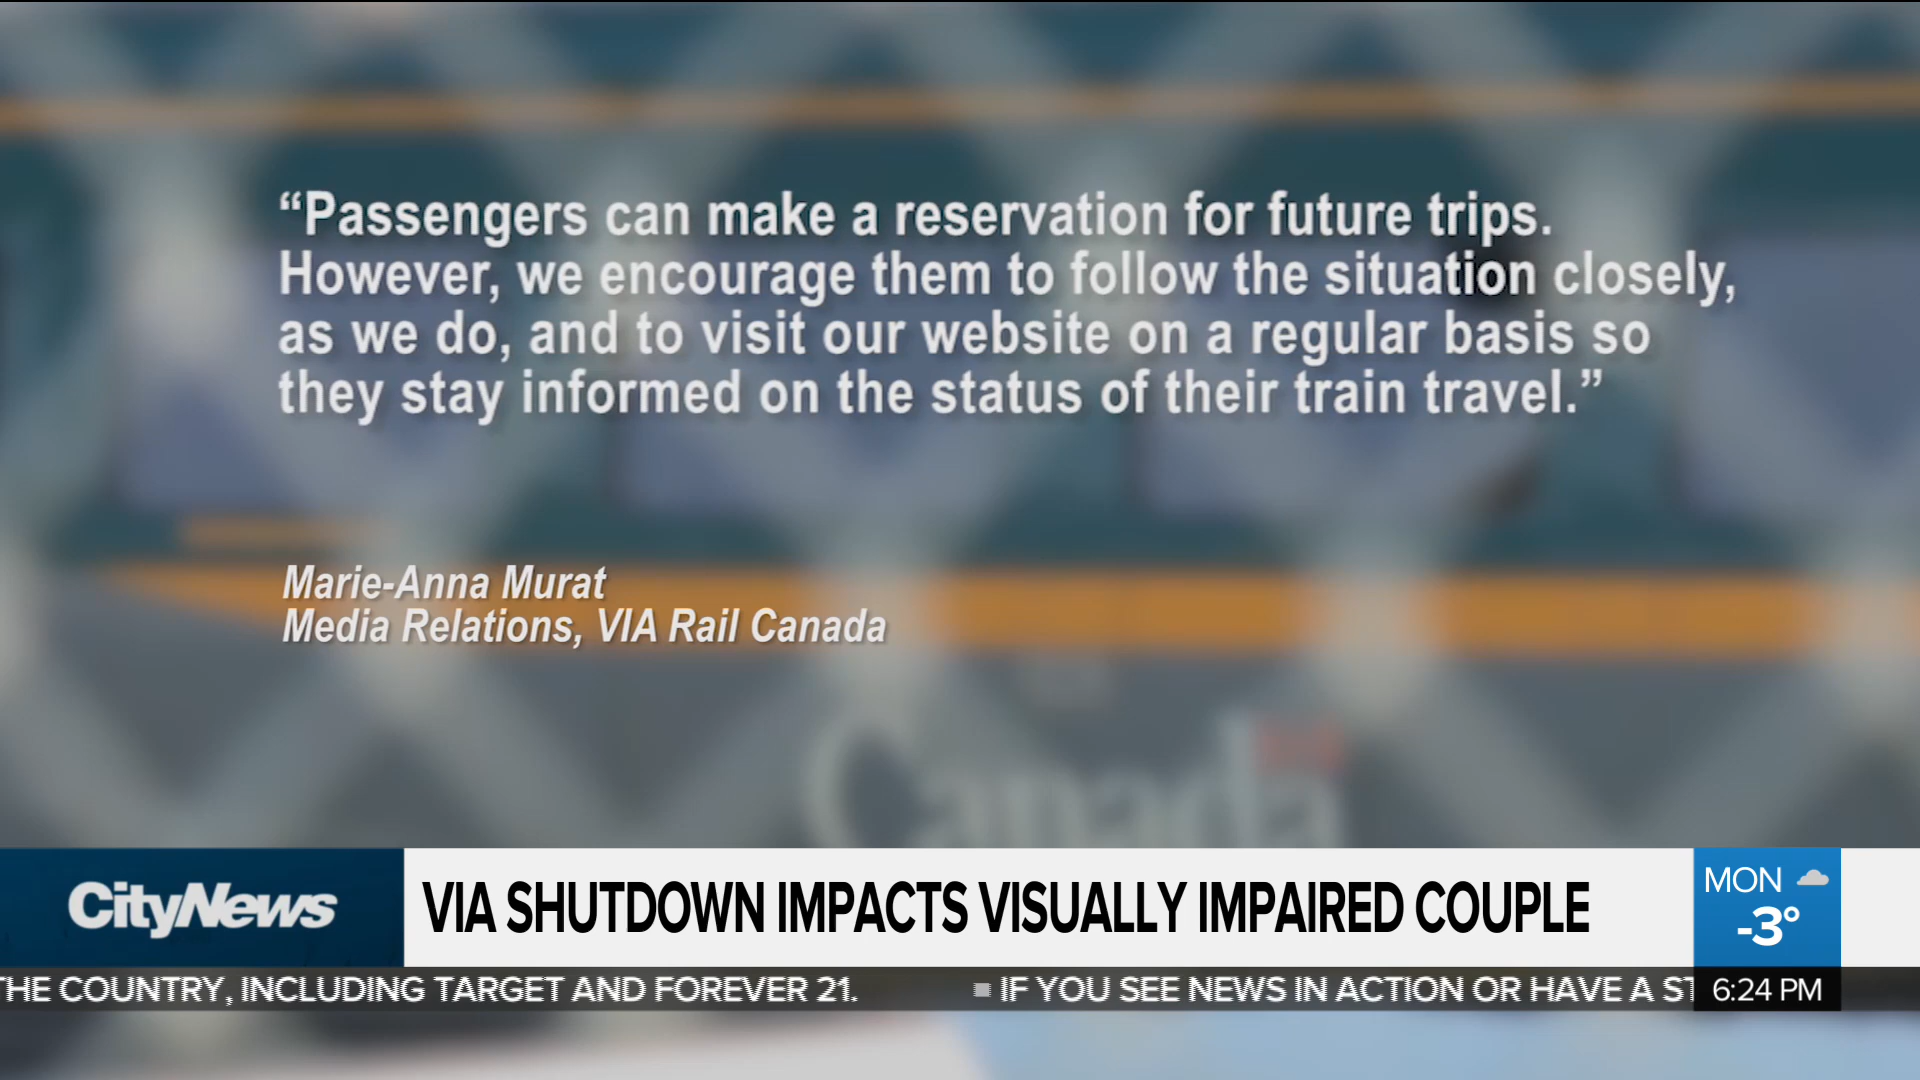 “Passengers can make a reservation for future trips.
However, we encourage them to follow the situation closely,
as we do, and to visit our website on a regular basis so
they stay informed on the status of their train travel.”
Marie-Anna Murat
Media Relations, VIA Rail Canada
Canada
CityNews
VIA SHUTDOWN IMPACTS VISUALLY IMPAIRED COUPLE
MON
-3°
THE COUNTRY, INCLUDING TARGET AND FOREVER 21.
IF YOU SEE NEWS IN ACTION OR HAVE A ST
6:24 PM